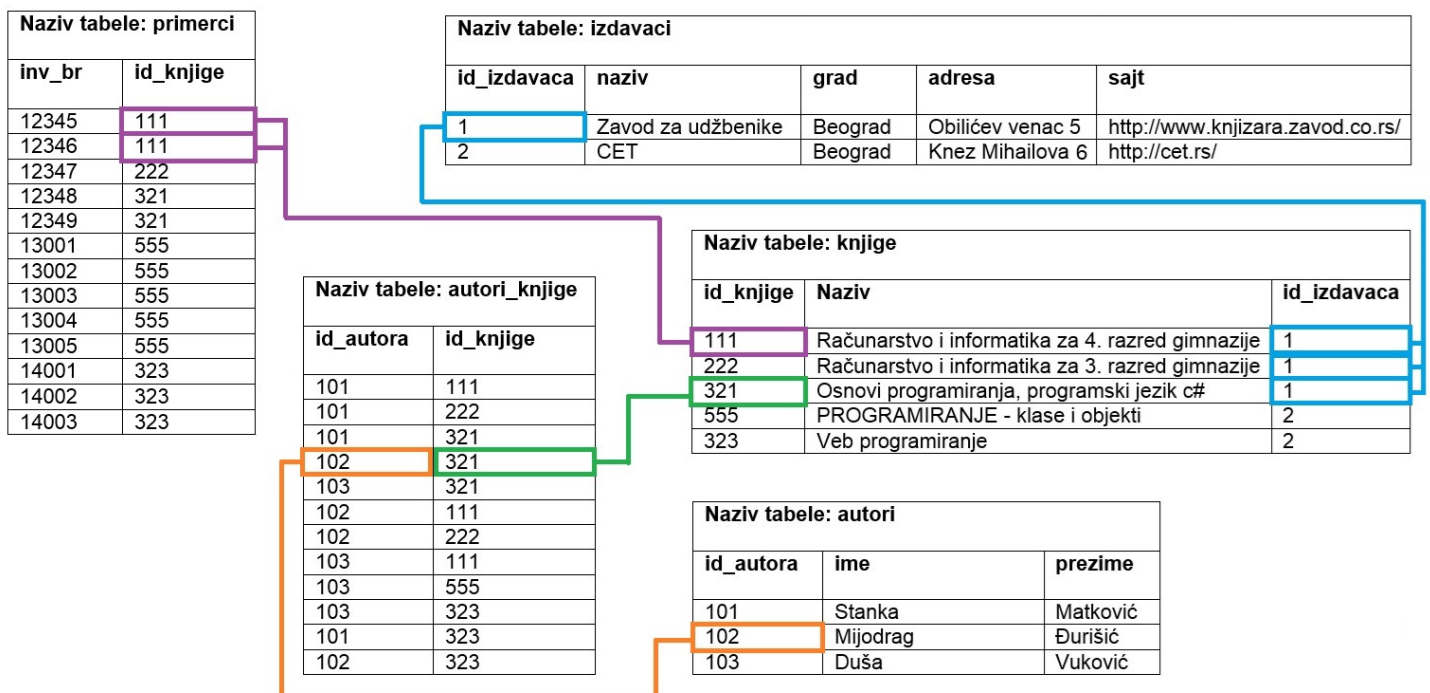 Naziv tabele: primerci
inv_br id_knjige
12345 111
12346 111
12347 222
12348 321
12349 321
13001 555
13002 555
13003 555
13004 555
13005 555
14001 323
14002 323
14003 323
Naziv tabele: izdavaci
id_izdavaca naziv grad adresa sajt
1 Zavod za udžbenike Beograd Obilićev venac 5 http://www.knjizara.zavod.co.rs/
2 CET Beograd Knez Mihailova 6 http://cet.rs/
Naziv tabele: knjige
id_knjige Naziv id_izdavaca
111 Računarstvo i informatika za 4. razred gimnazije 1
222 Računarstvo i informatika za 3. razred gimnazije 1
321 Osnovi programiranja, programski jezik c# 1
555 PROGRAMIRANJE - klase i objekti 2
323 Veb programiranje 2
Naziv tabele: autori_knjige
id_autora id_knjige
101 111
101 222
101 321
102 321
103 321
102 111
102 222
103 111
103 555
103 323
101 323
102 323
Naziv tabele: autori
id_autora ime prezime
101 Stanka Matković
102 Mijodrag Đurišić
103 Duša Vuković